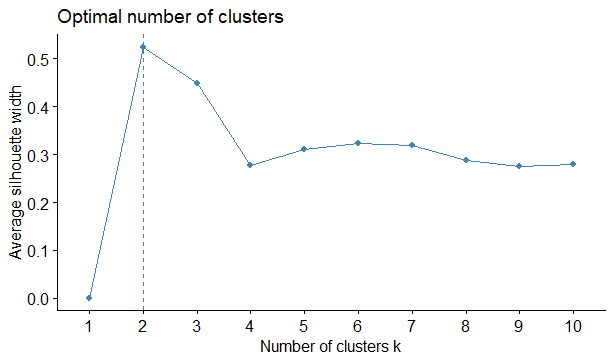 Optimal number of clusters
Average silhouette width
0.5
0.4
0.3
0.2
0.1
0.0
1 2 3 4 5 6 7 8 9 10
Number of clusters k